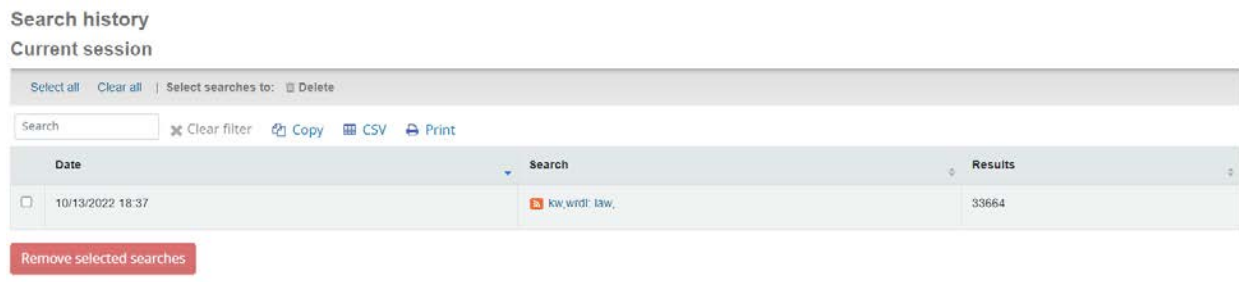 Search history
Current session
Select all Clear all | Select searches to: Delete
Search Clear filter Copy CSV Print
Date Search Results
10/13/2022 18:37 kw,wrdl: law, 33664
Remove selected searches